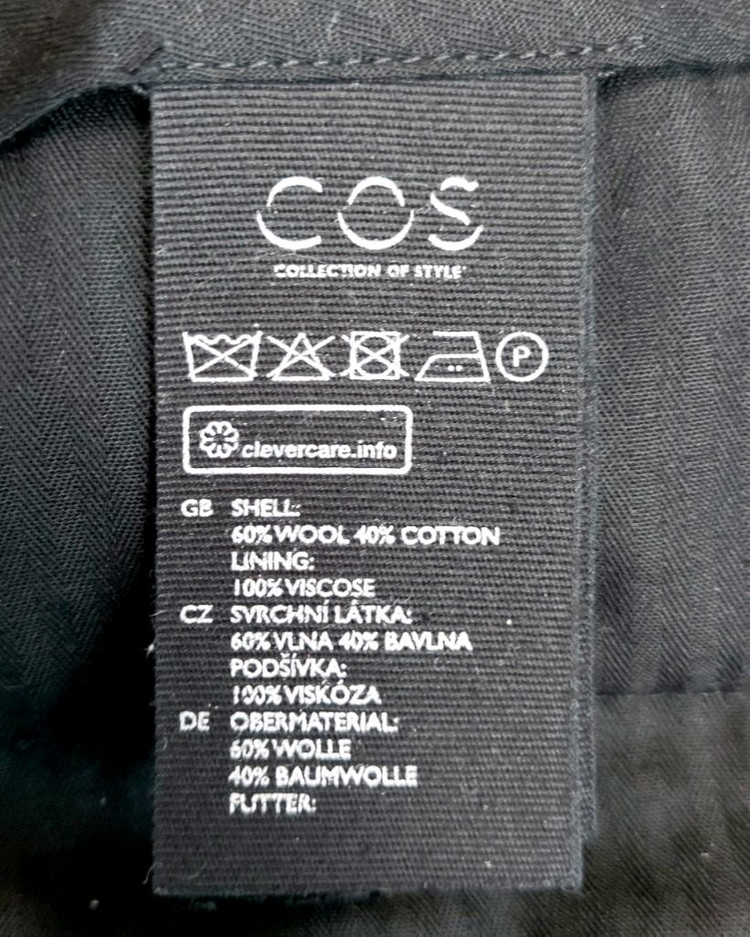 COS
COLLECTION OF STYLE
P
clevercare.info
GB SHELL:
60% WOOL 40% COTTON
LINING:
100% VISCOSE
CZ SVRCHNÍ LÁTKA:
60% VLNA 40% BAVLNA
PODŠÍVKA:
100% VISKÓZA
DE OBERMATERIAL:
60% WOLLE
40% BAUMWOLLE
FUTTER: